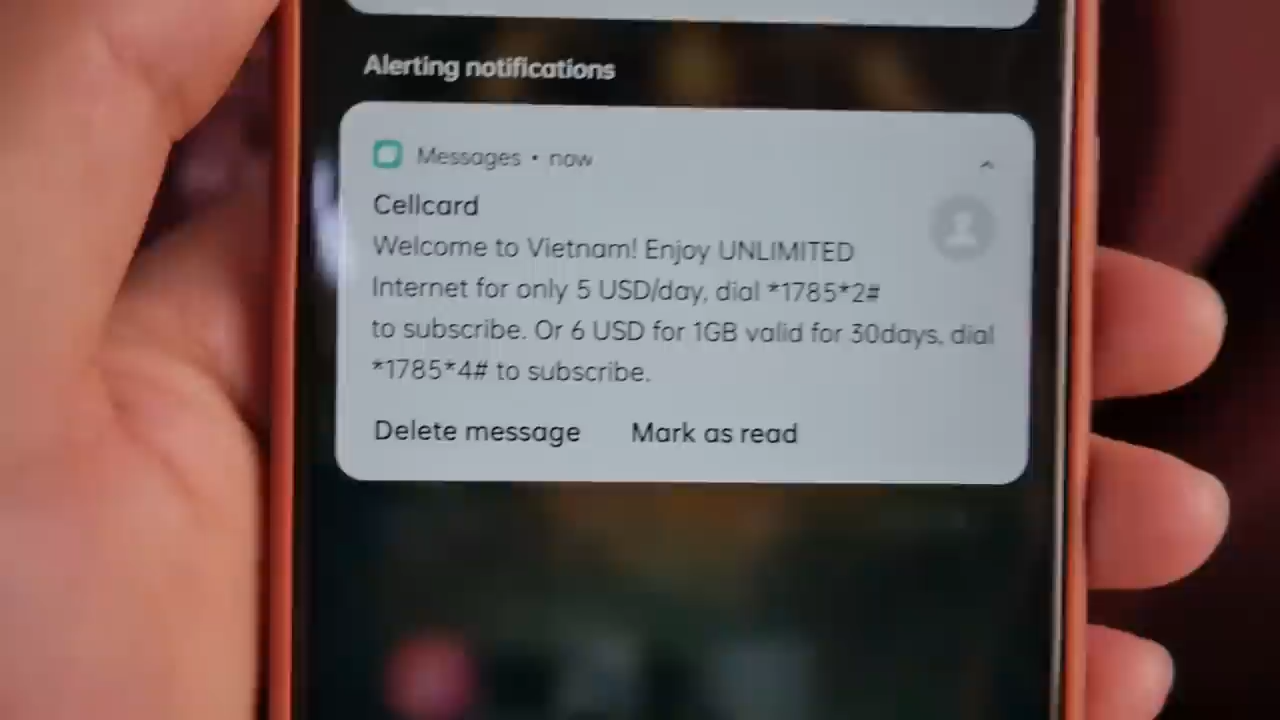 Alerting notifications
Messages • now
Cellcard
Welcome to Vietnam! Enjoy UNLIMITED
Internet for only 5 USD/day, dial *1785*2#
to subscribe. Or 6 USD for 1GB valid for 30days, dial
*1785*4# to subscribe.
Delete message Mark as read